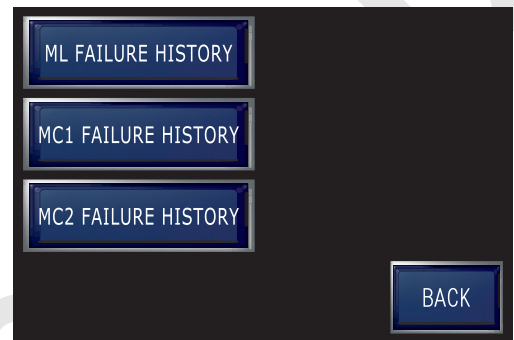 ML FAILURE HISTORY
MC1 FAILURE HISTORY
MC2 FAILURE HISTORY
BACK